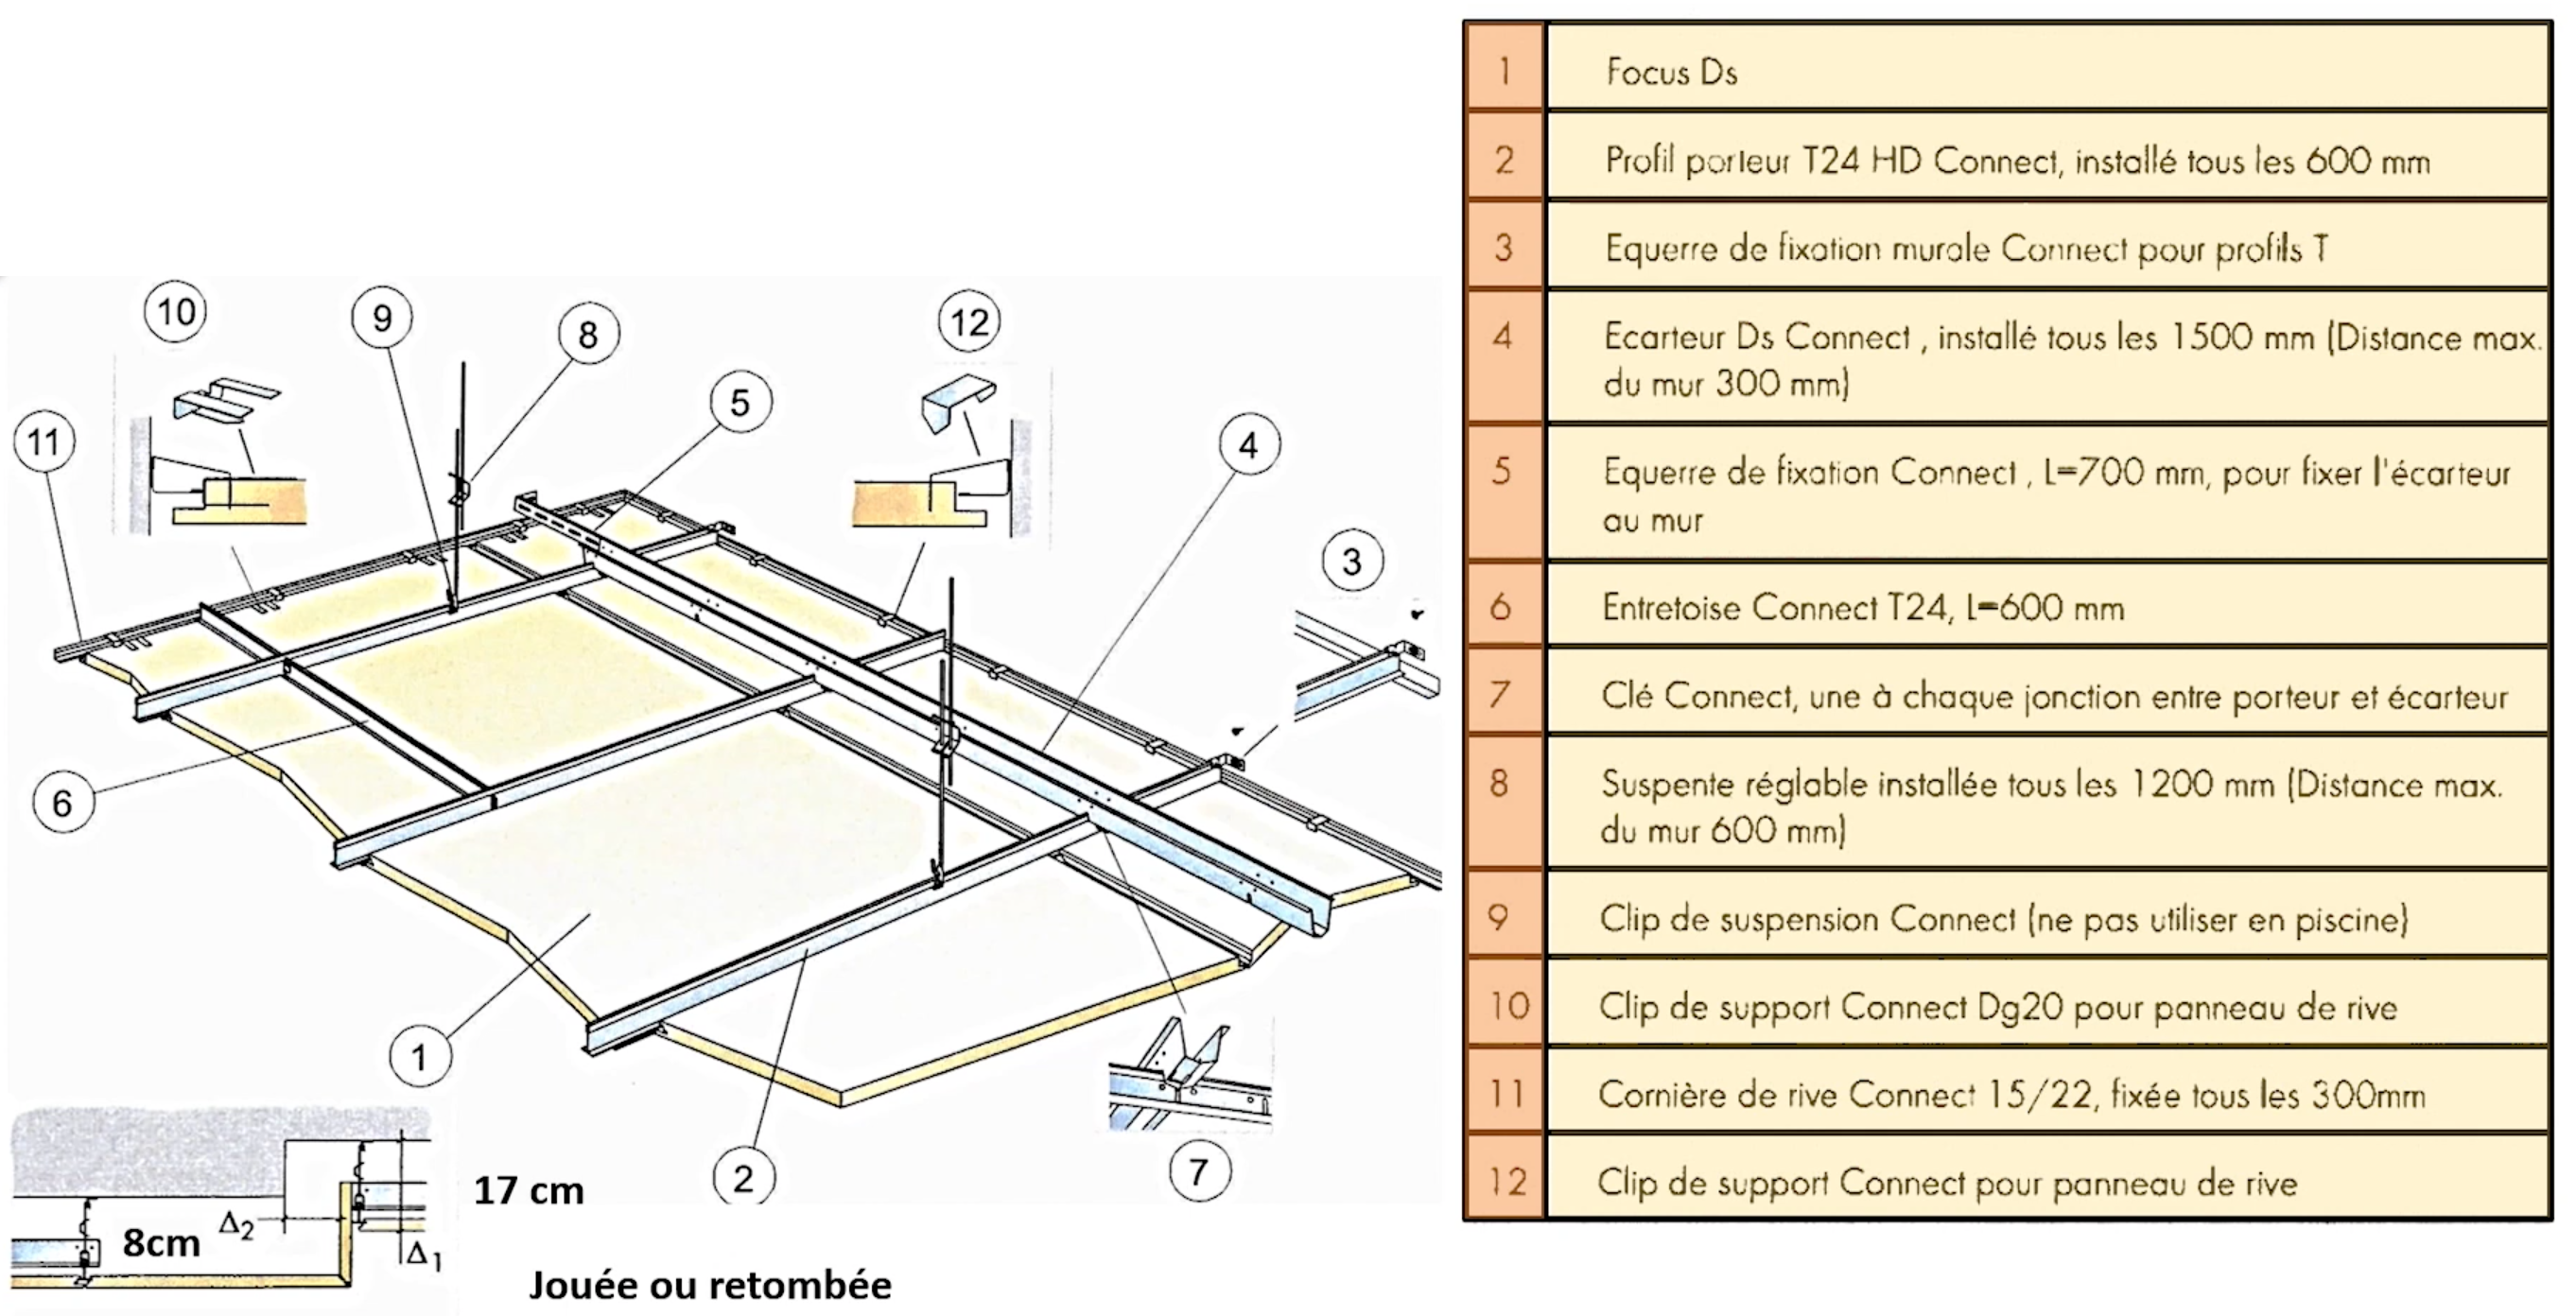 10
9
8
12
5
11
4
3
6
1
2
7
17 cm
8cm
Δ2
Δ1
Jouée ou retombée
1 Focus Ds
2 Profil porteur T24 HD Connect, installé tous les 600 mm
3 Equerre de fixation murale Connect pour profils T
4 Ecarteur Ds Connect , installé tous les 1500 mm (Distance max.
du mur 300 mm)
5 Equerre de fixation Connect , L=700 mm, pour fixer l'écarteur
au mur
6 Entretoise Connect T24, L=600 mm
7 Clé Connect, une à chaque jonction entre porteur et écarteur
8 Suspente réglable installée tous les 1200 mm (Distance max.
du mur 600 mm)
9 Clip de suspension Connect (ne pas utiliser en piscine)
10 Clip de support Connect Dg20 pour panneau de rive
11 Cornière de rive Connect 15/22, fixée tous les 300mm
12 Clip de support Connect pour panneau de rive